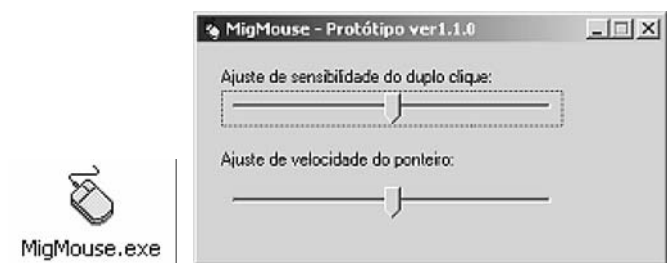 MigMouse - Protótipo ver1.1.0
Ajuste de sensibilidade do duplo clique:
Ajuste de velocidade do ponteiro:
MigMouse.exe